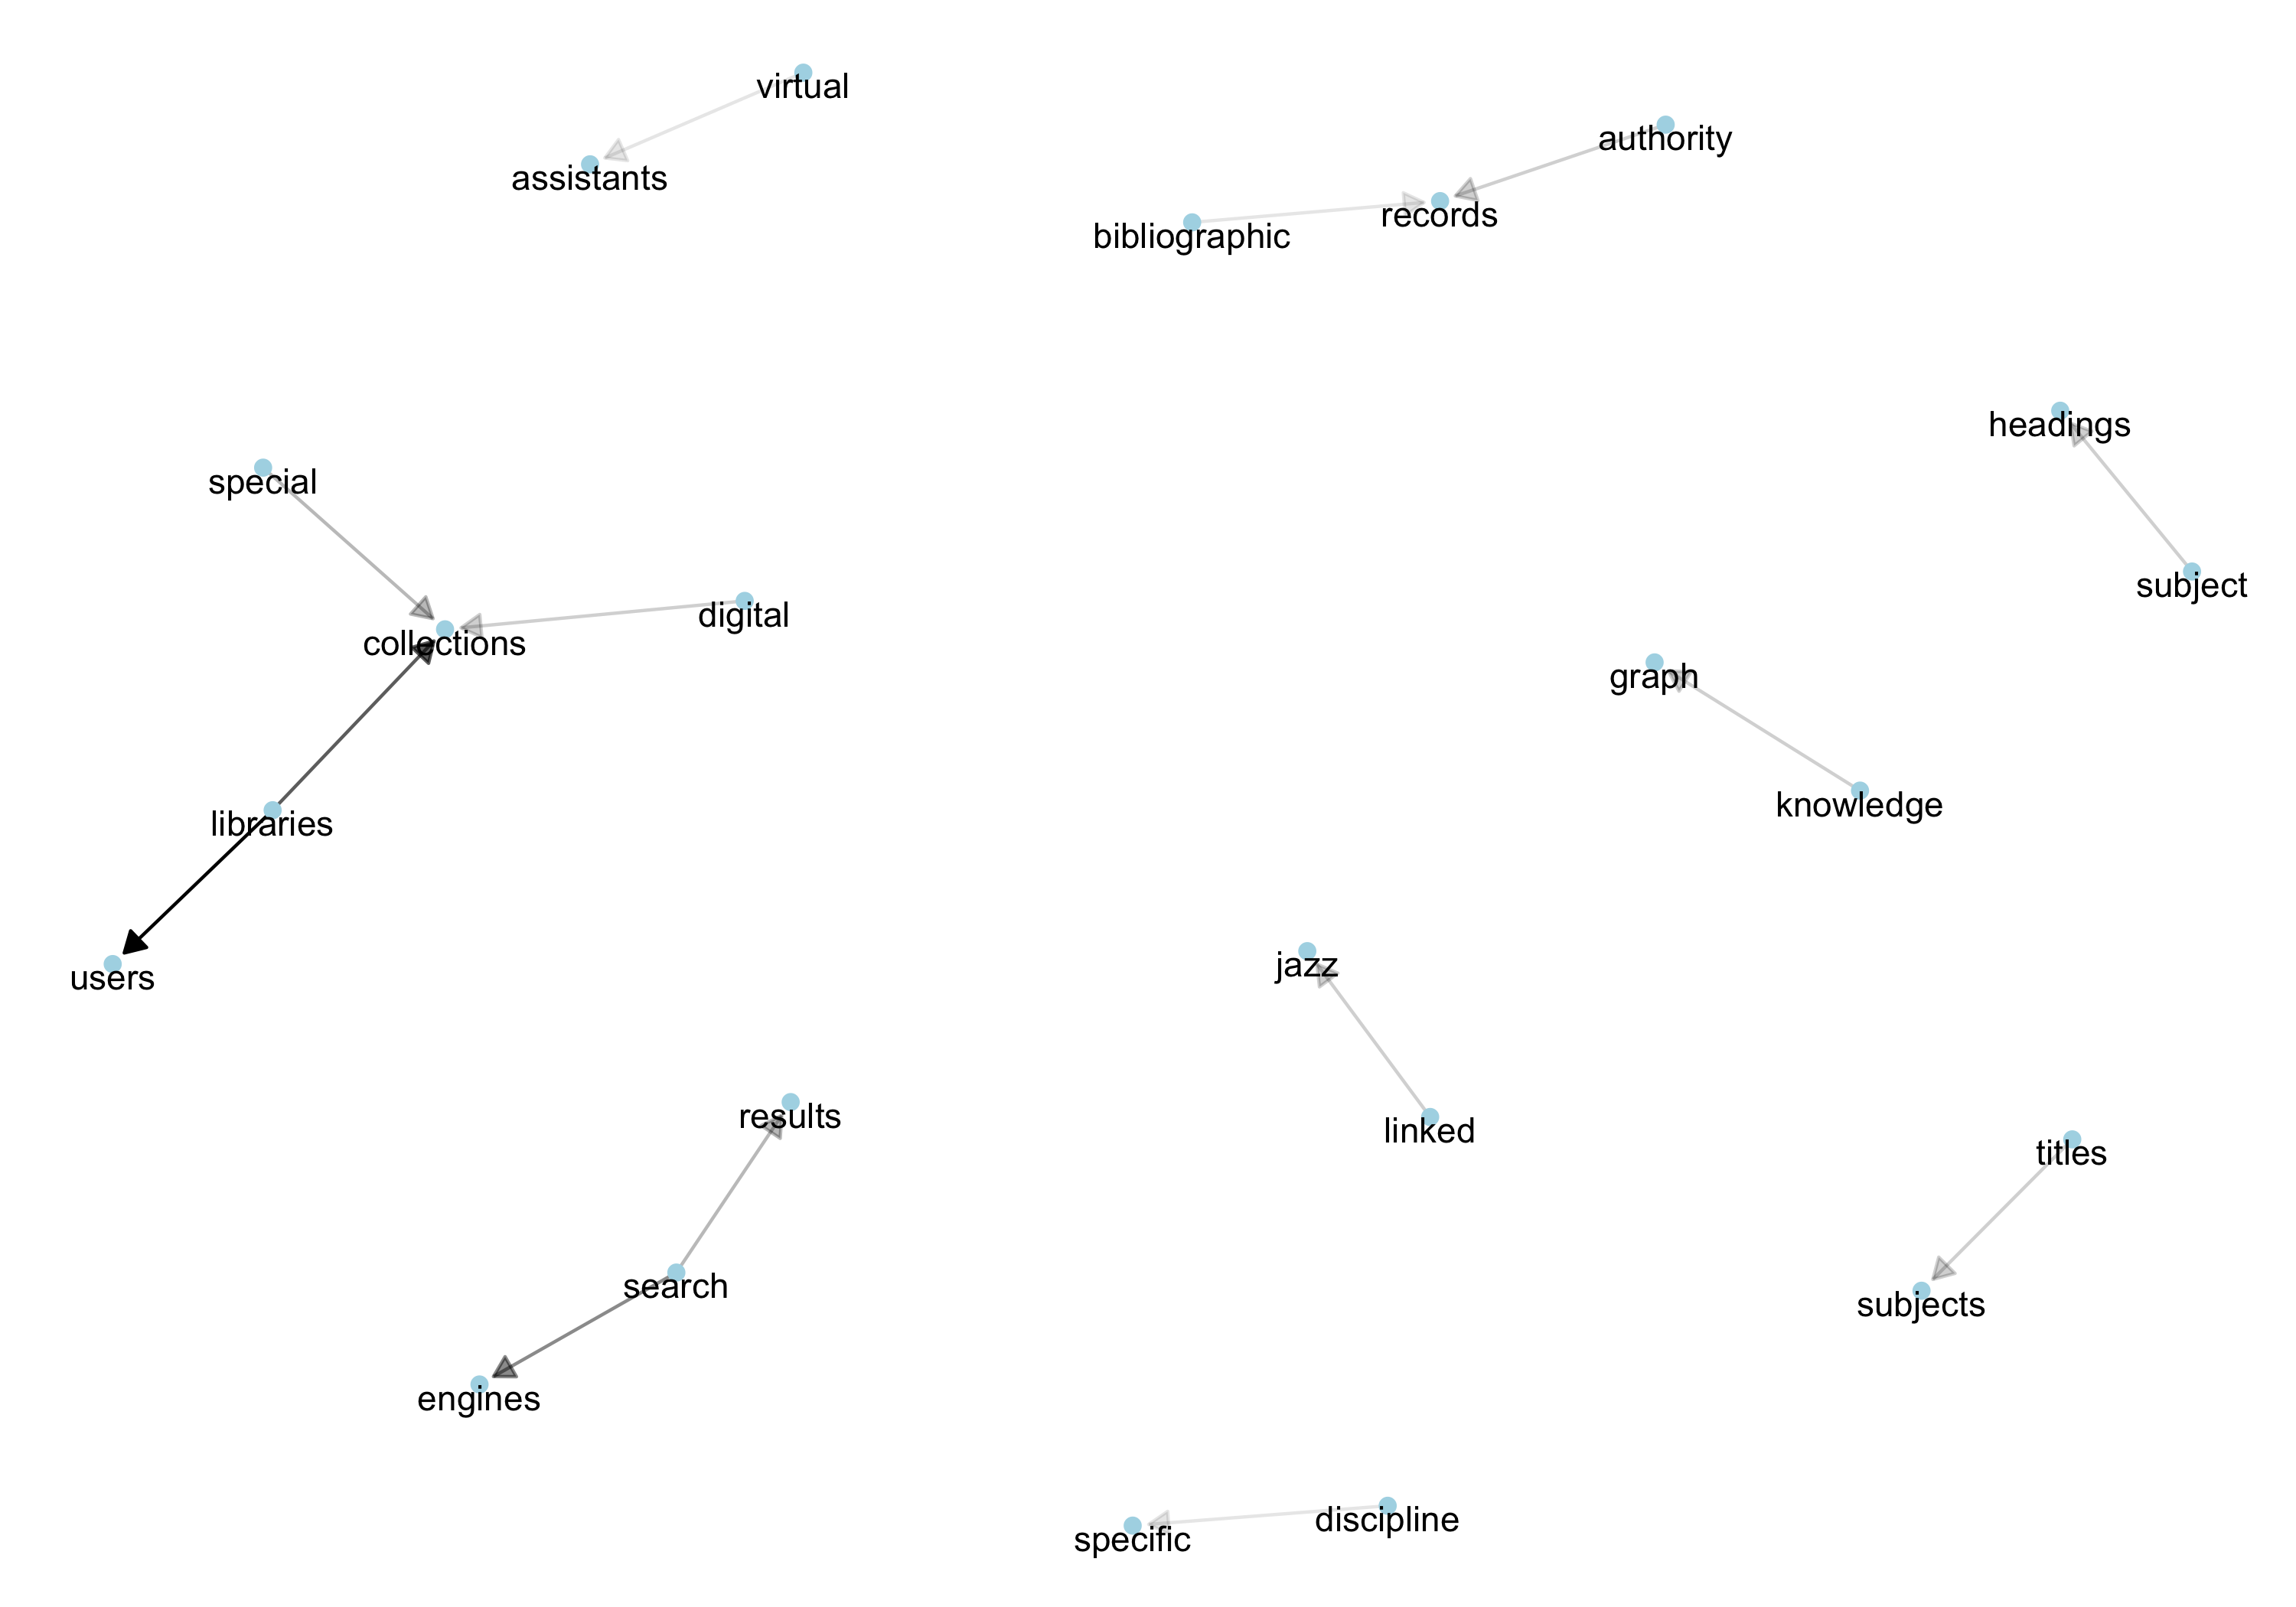 virtual
authority
assistants
records
bibliographic
headings
special
subject
digital
collections
graph
knowledge
libraries
jazz
users
results
linked
titles
search
subjects
engines
discipline
specific